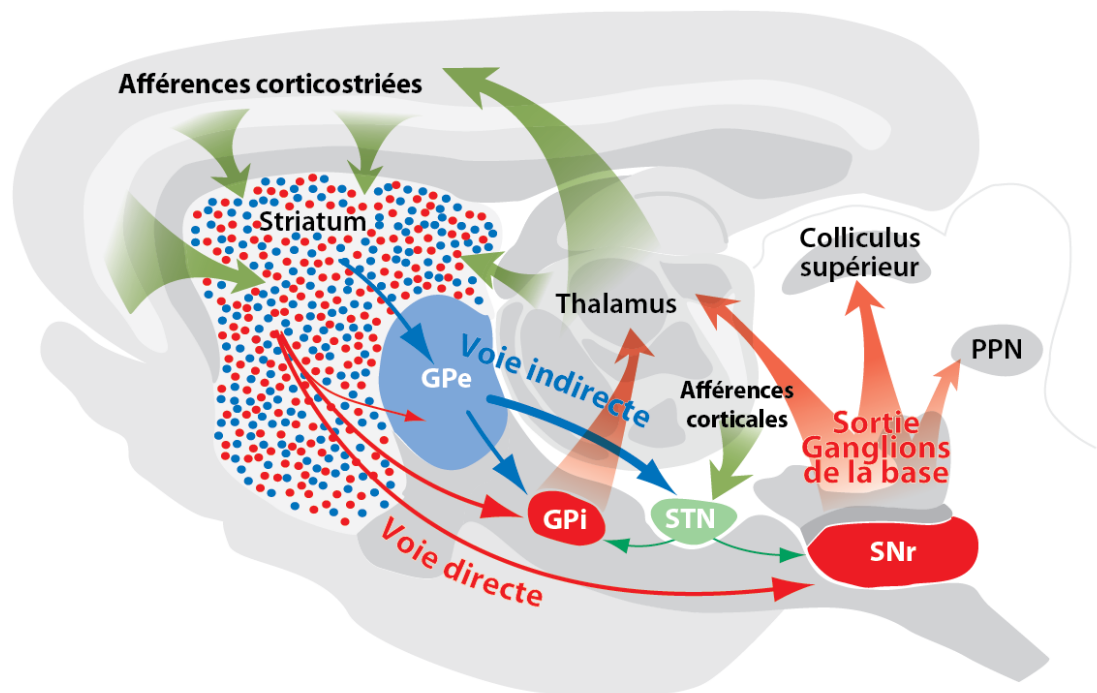 Afférences corticostriées
Striatum
Colliculus
supérieur
Thalamus
PPN
GPe
Voie indirecte
Afférences
corticales
Sortie
Ganglions
de la base
GPi
STN
SNr
Voie directe